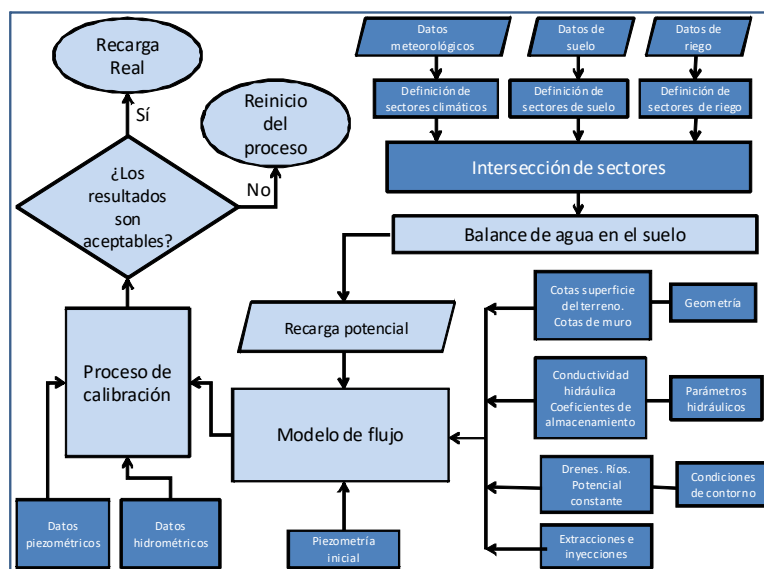 Recarga
Real
Sí
Reinicio
del
proceso
No
¿Los
resultados
son
aceptables?
Datos
meteorológicos
Datos
de suelo
Datos de
riego
Definición de
sectores climáticos
Definición de
sectores de suelo
Definición de
sectores de riego
Intersección de sectores
Balance de agua en el suelo
Recarga potencial
Cotas superficie
del terreno.
Cotas de muro
Geometría
Proceso de
calibración
Modelo de flujo
Conductividad
hidráulica
Coeficientes de
almacenamiento
Parámetros
hidráulicos
Drenes. Ríos.
Potencial
constante
Condiciones
de contorno
Datos
piezométricos
Datos
hidrométricos
Piezometría
inicial
Extracciones e
inyecciones